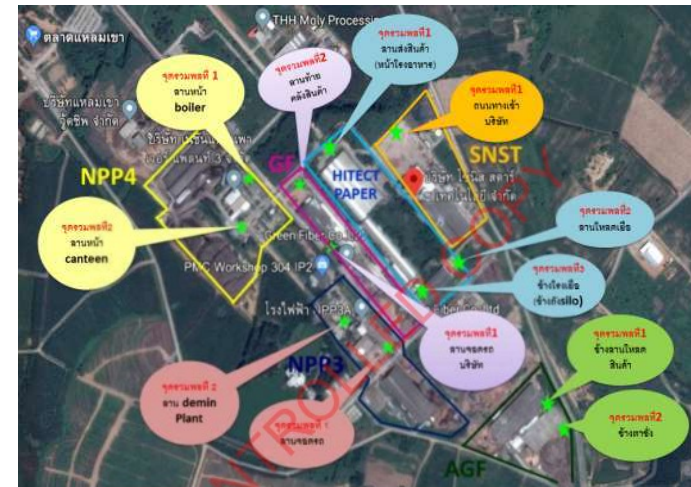 THH Moly Processin
ตลาดแหลมเขา
จุดรวมพลที่1
ลานส่งสินค้า
(หน้าโรงอาหาร)
จุดรวมพลที่2
ลานท้าย
คลังสินค้า
จุดรวมพลที่ 1
ลานหน้า
boiler
จุดรวมพลที่1
ถนนทางเข้า
บริษัท
บริษัทแหลมเขา
วู้ดชิพ จำกัด
SNST
GF
HITECT
PAPER
NPP4
จุดรวมพลที่2
ลานหน้า
canteen
จุดรวมพลที่2
ลานโหลดเยื่อ
Green Fiber Co.,Ltd
PMC Workshop 304 IP2
จุดรวมพลที่3
ข้างโรงเยื่อ
(ข้างถังsilo)
โรงไฟฟ้า NPP3A
Fiber Co.,Ltd
จุดรวมพลที่1
ลานจอดรถ
บริษัท
NPP3
จุดรวมพลที่1
ข้างลานโหลด
สินค้า
จุดรวมพลที่ 2
ลาน demin
Plant
จุดรวมพลที่ 1
ลานจอดรถ
จุดรวมพลที่2
ข้างตาชั่ง
AGF